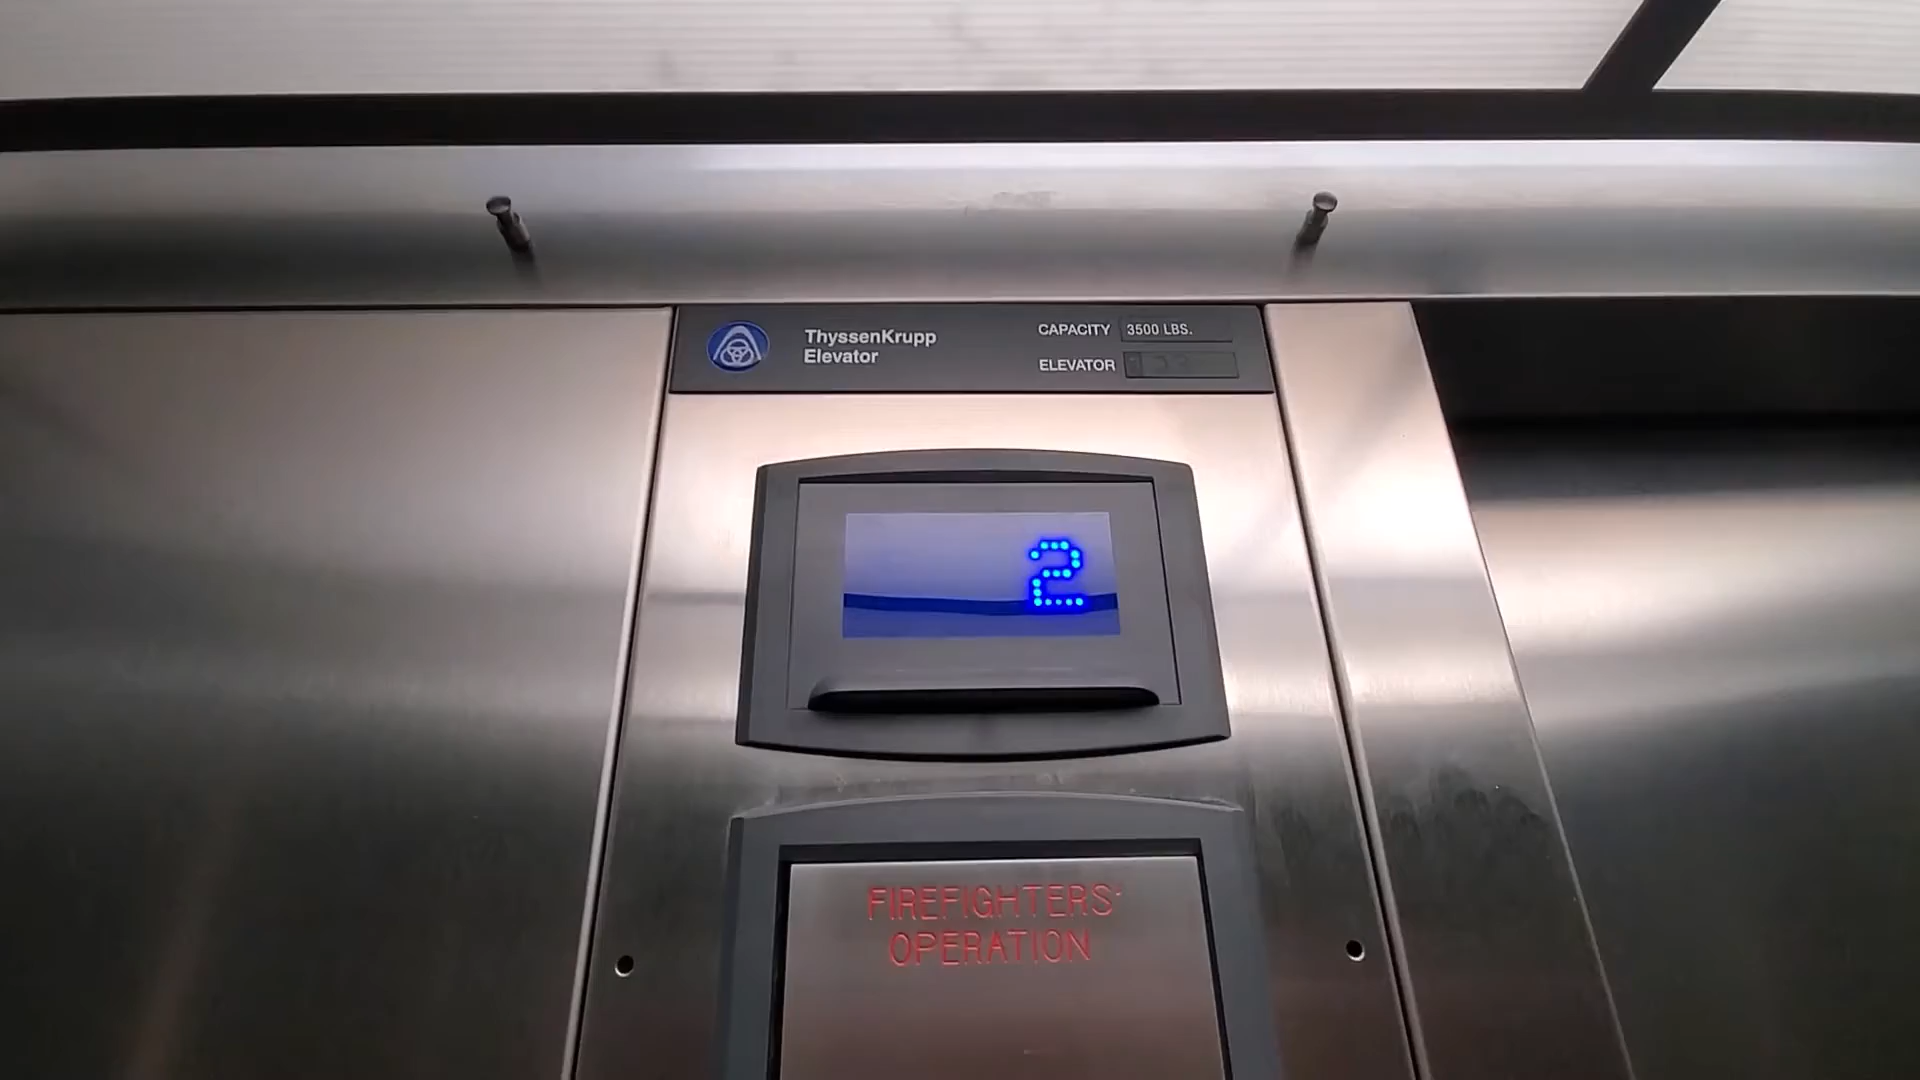 ThyssenKrupp
Elevator
CAPACITY 3500 LBS.
ELEVATOR
2
FIREFIGHTERS'
OPERATION